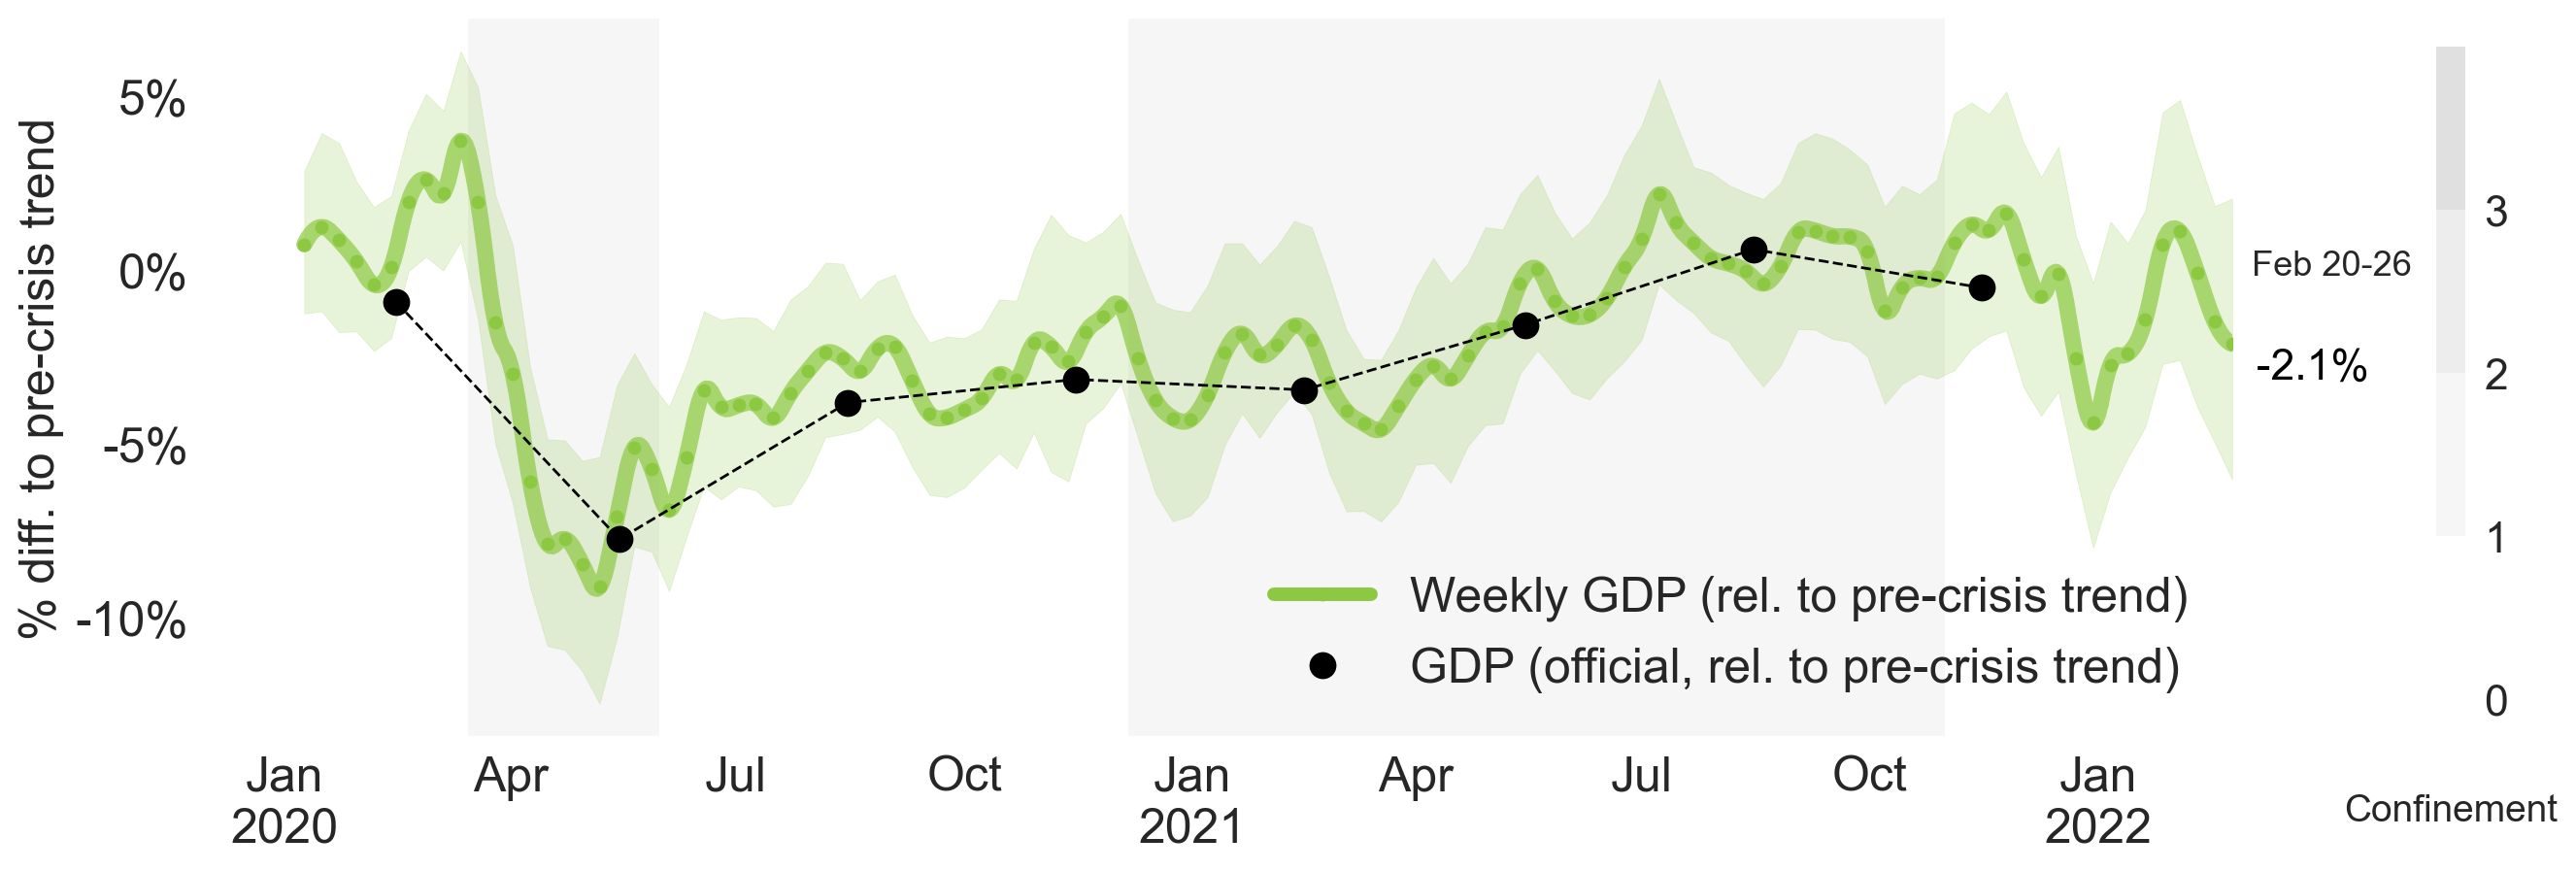 % diff. to pre-crisis trend
5%
0%
-5%
-10%
Jan
2020
Apr
Jul
Oct
Jan
2021
Apr
Jul
Oct
Jan
2022
Weekly GDP (rel. to pre-crisis trend)
GDP (official, rel. to pre-crisis trend)
Feb 20-26
-2.1%
3
2
1
0
Confinement